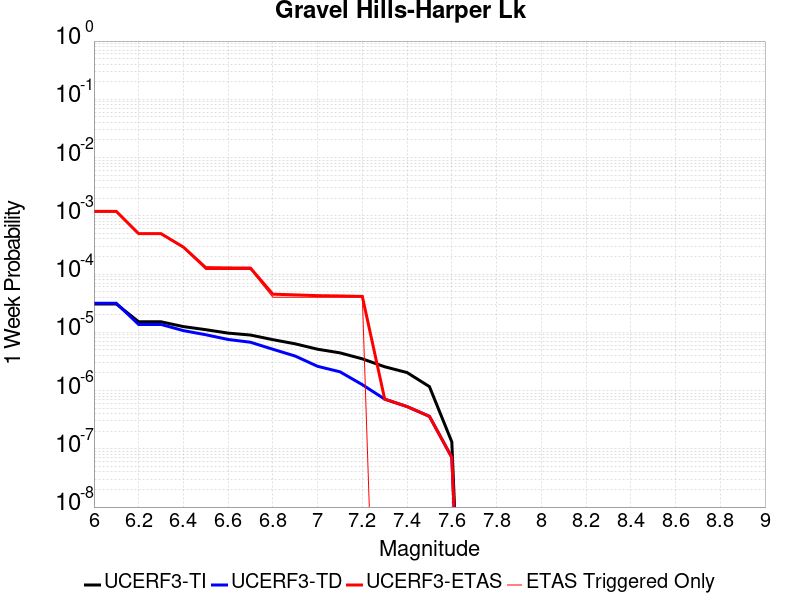 Gravel Hills-Harper Lk
10^0
10^-1
10^-2
10^-3
10^-4
10^-5
10^-6
10^-7
10^-8
1 Week Probability
6 6.2 6.4 6.6 6.8 7 7.2 7.4 7.6 7.8 8 8.2 8.4 8.6 8.8 9
Magnitude
UCERF3-TI UCERF3-TD UCERF3-ETAS ETAS Triggered Only